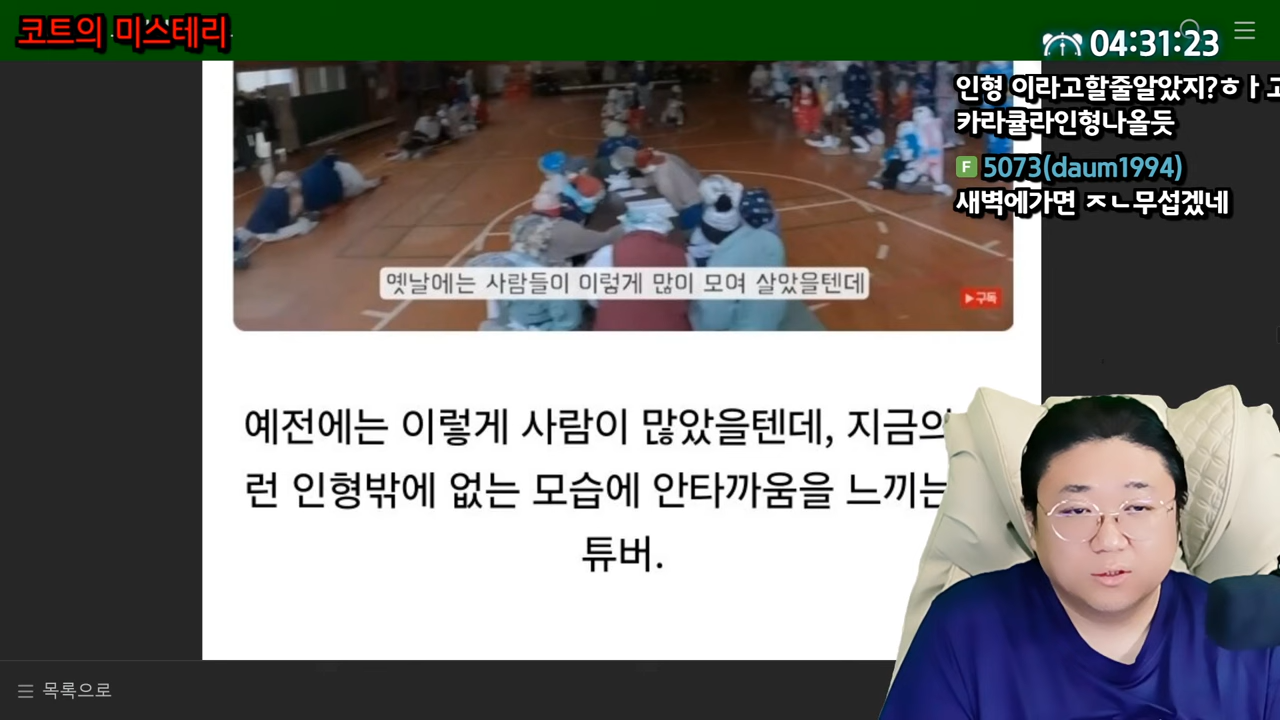 코트의 미스테리
04:31:23
인형 이라고할줄알았지?ㅎㅏ
카라큘라인형나올듯
F 5073(daum1994)
새벽에가면 ㅈㄴ무섭겠네
옛날에는 사람들이 이렇게 많이 모여 살았을텐데
구독
예전에는 이렇게 사람이 많았을텐데, 지금의
런 인형밖에 없는 모습에 안타까움을 느끼는
튜버.
목록으로